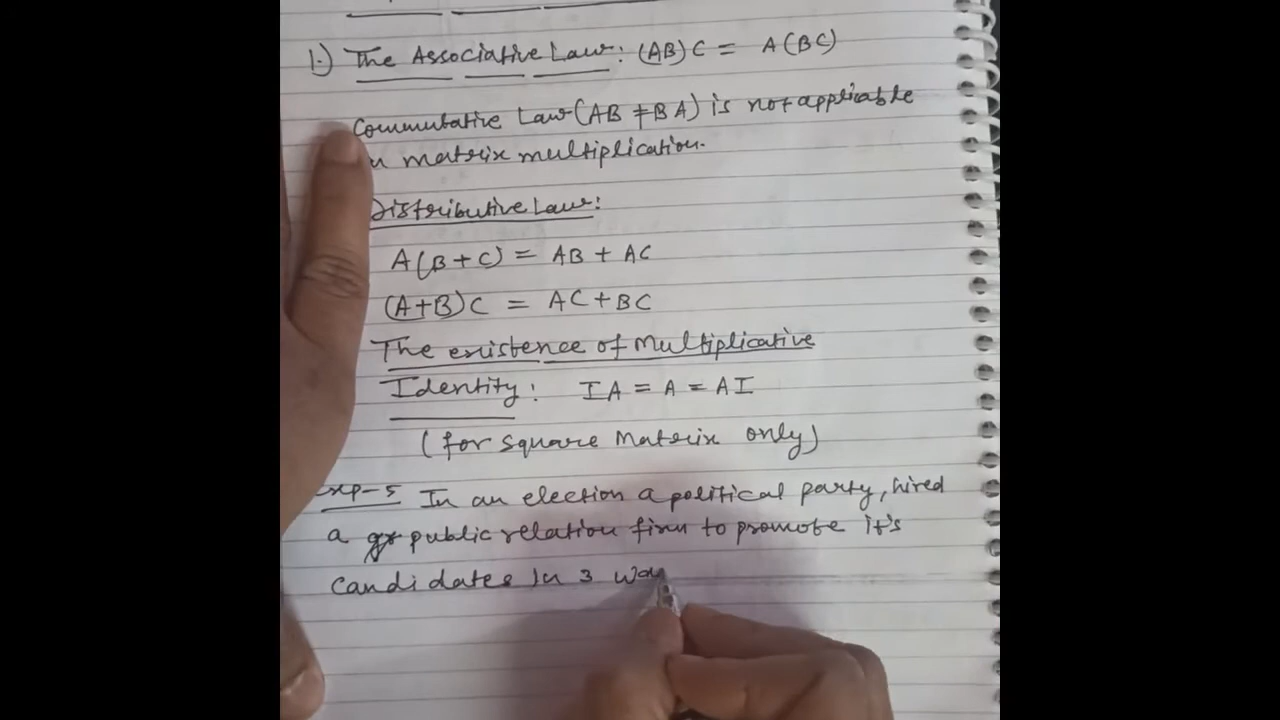 1.) The Associative Law: (AB)C = A(BC)
Commutative Law (AB ≠ BA) is not applicable
matrix multiplication.
Distributive Law:
A(B+C) = AB + AC
(A+B)C = AC + BC
The existence of Multiplicative
Identity: IA = A = AI
(for square Matrix only)
Exp-5 In an election a political party, hired
a public relation firm to promote it's
candidates In 3